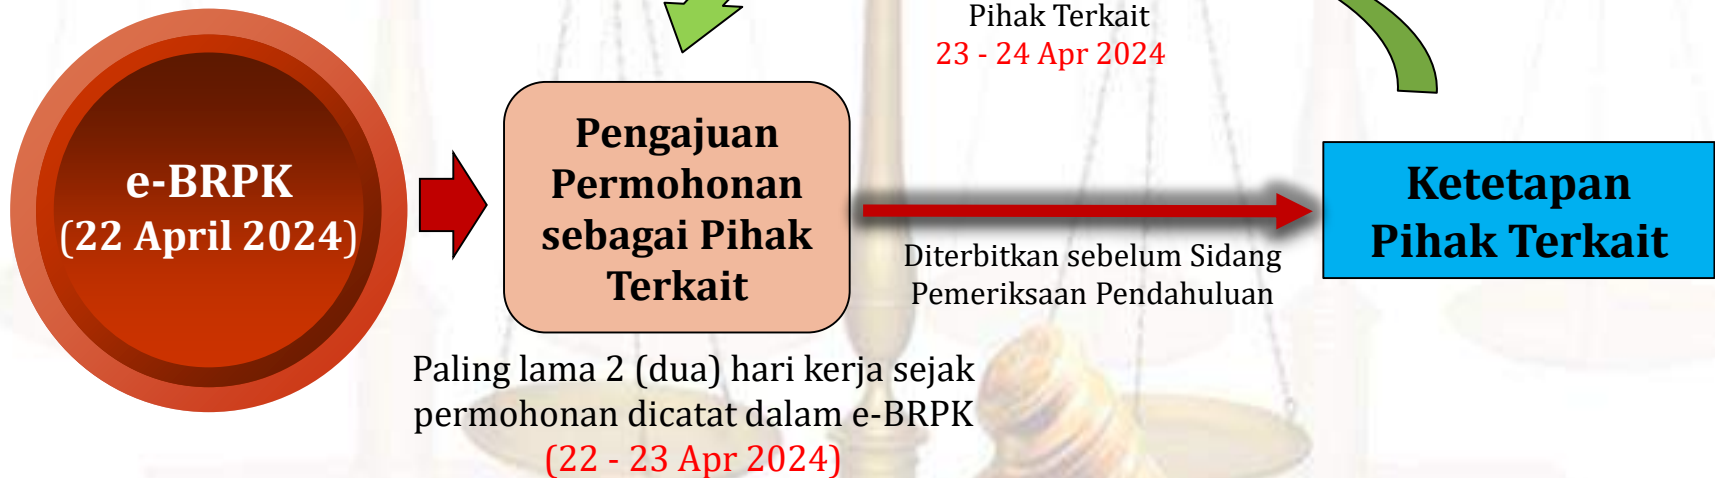 Pihak Terkait
23 - 24 Apr 2024
e-BRPK
(22 April 2024)
Pengajuan
Permohonan
sebagai Pihak
Terkait
Diterbitkan sebelum Sidang
Pemeriksaan Pendahuluan
Ketetapan
Pihak Terkait
Paling lama 2 (dua) hari kerja sejak
permohonan dicatat dalam e-BRPK
(22 - 23 Apr 2024)